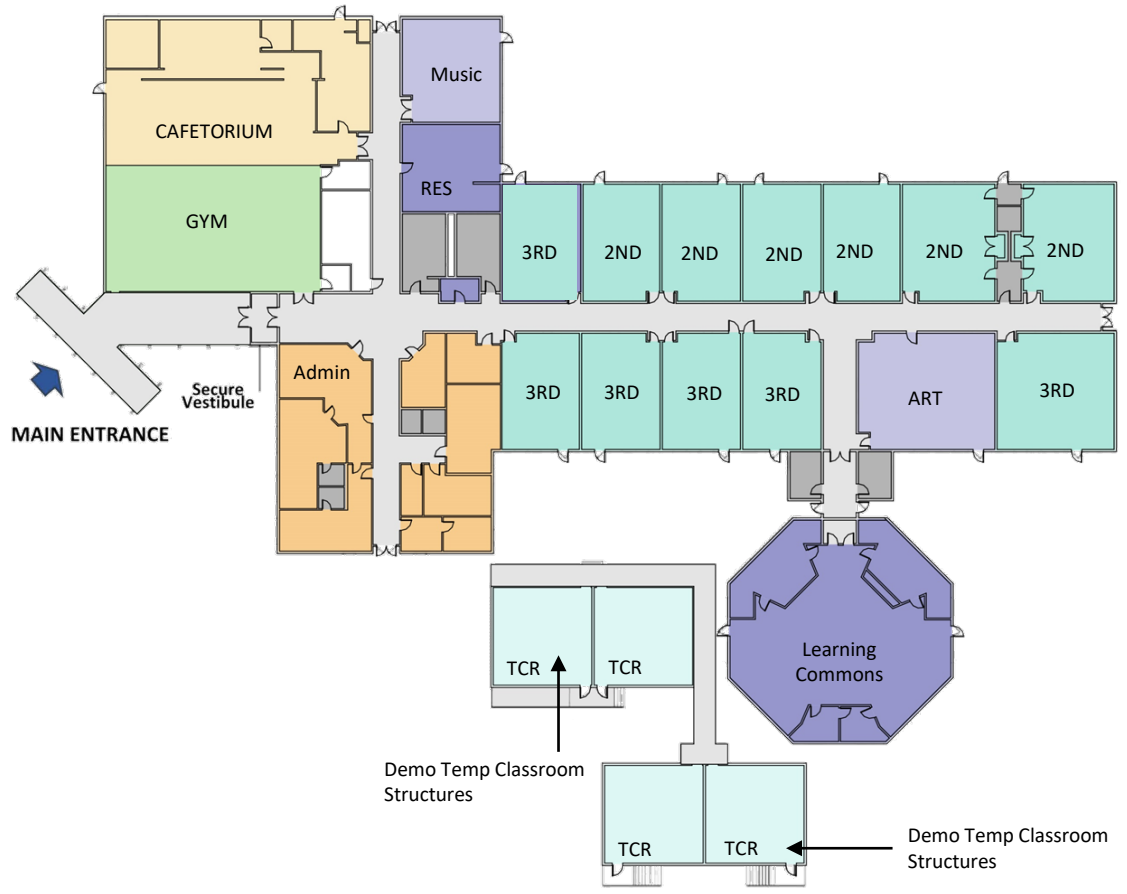 Music
CAFETORIUM
RES
GYM
3RD
2ND
2ND
2ND
2ND
2ND
2ND
Admin
Secure
Vestibule
MAIN ENTRANCE
3RD
3RD
3RD
3RD
ART
3RD
Learning
Commons
TCR
TCR
Demo Temp Classroom
Structures
TCR
TCR
Demo Temp Classroom
Structures